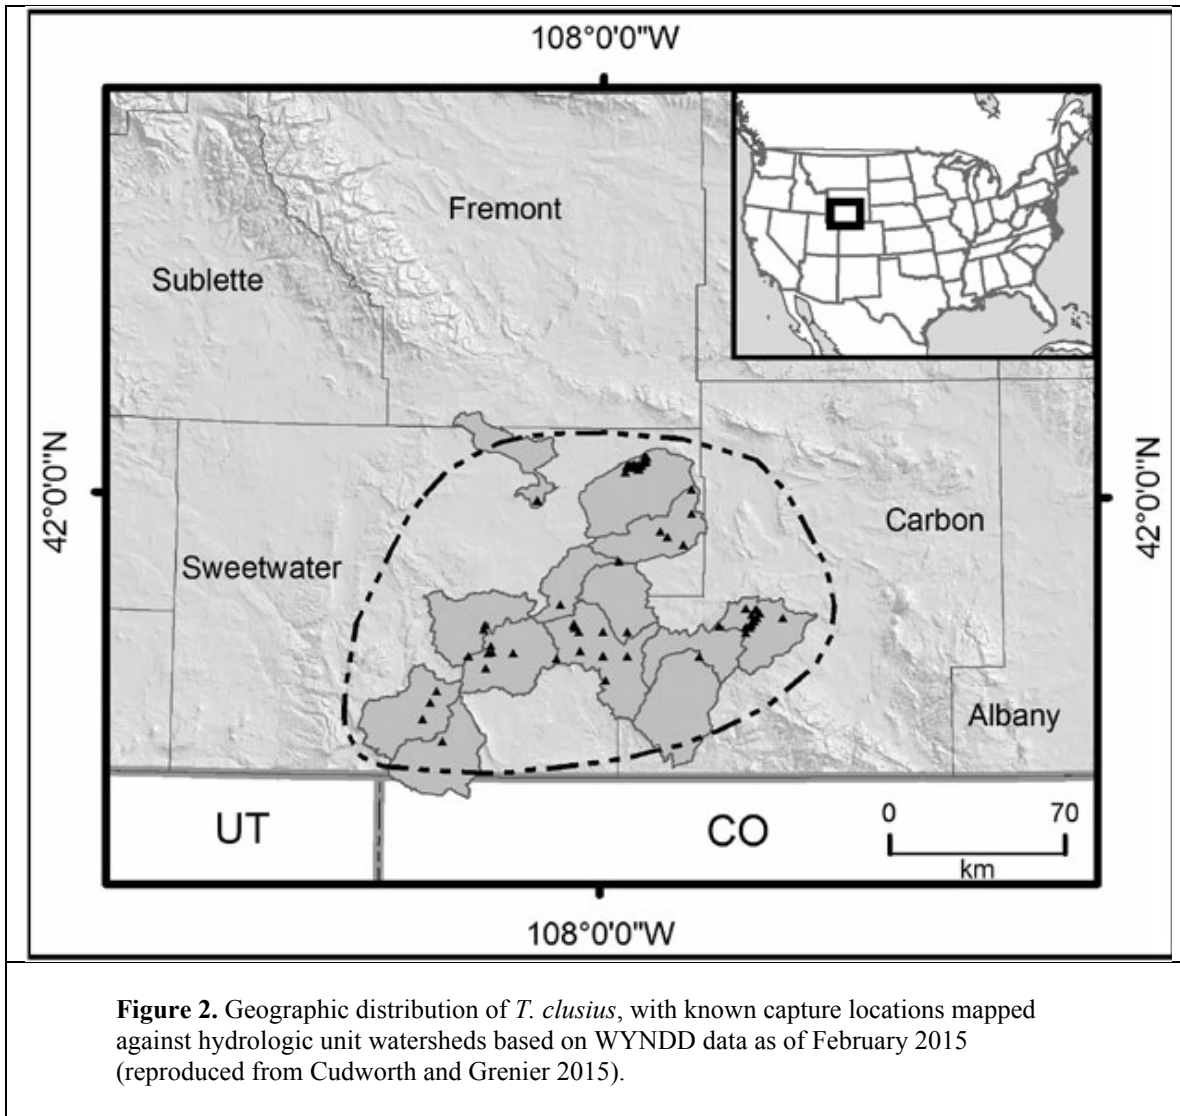 108°0'0"W
Fremont
Sublette
42°0'0"N
42°0'0"N
Carbon
Sweetwater
Albany
UT
CO
0 70
km
108°0'0"W
Figure 2. Geographic distribution of T. clusius, with known capture locations mapped
against hydrologic unit watersheds based on WYNDD data as of February 2015
(reproduced from Cudworth and Grenier 2015).